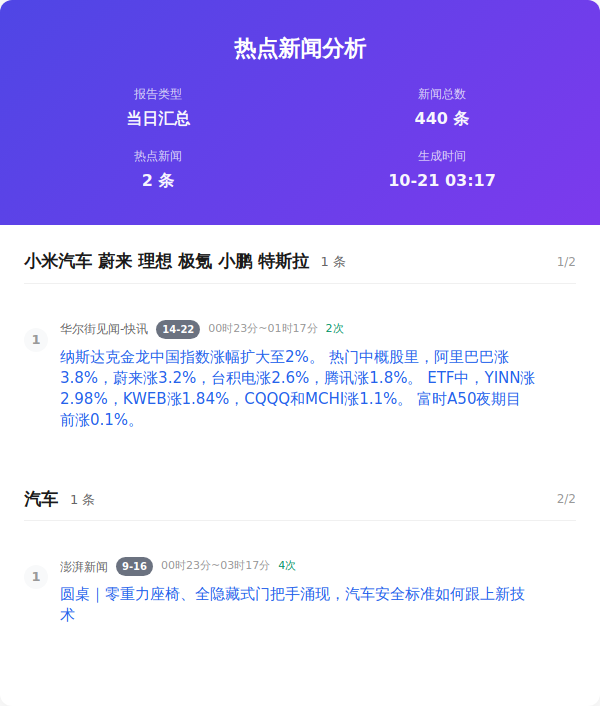 热点新闻分析
报告类型
当日汇总
新闻总数
440 条
热点新闻
2 条
生成时间
10-21 03:17
小米汽车 蔚来 理想 极氪 小鹏 特斯拉 1 条 1/2
1
华尔街见闻-快讯 14-22 00时23分~01时17分 2次
纳斯达克金龙中国指数涨幅扩大至2%。 热门中概股里，阿里巴巴涨
3.8%，蔚来涨3.2%，台积电涨2.6%，腾讯涨1.8%。 ETF中，YINN涨
2.98%，KWEB涨1.84%，CQQQ和MCHI涨1.1%。 富时A50夜期目
前涨0.1%。
汽车 1 条 2/2
1
澎湃新闻 9-16 00时23分~03时17分 4次
圆桌｜零重力座椅、全隐藏式门把手涌现，汽车安全标准如何跟上新技
术